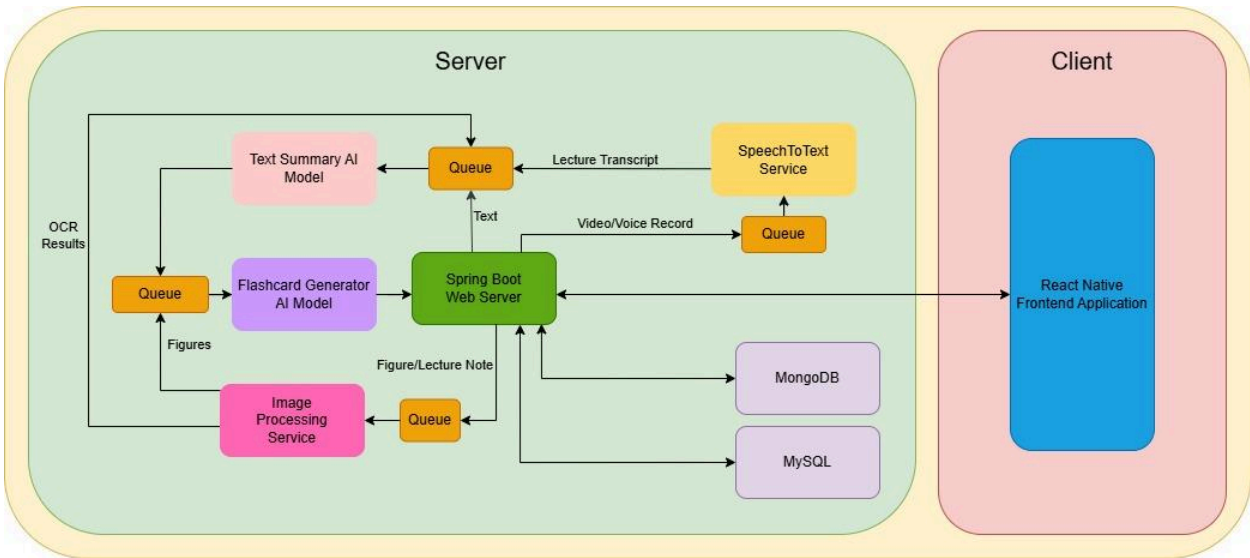 Server
Client
Text Summary AI
Model
Queue
Lecture Transcript
SpeechToText
Service
OCR
Results
Text
Video/Voice Record
Queue
Queue
Flashcard Generator
AI Model
Spring Boot
Web Server
React Native
Frontend Application
Figures
Figure/Lecture Note
MongoDB
Image
Processing
Service
Queue
MySQL